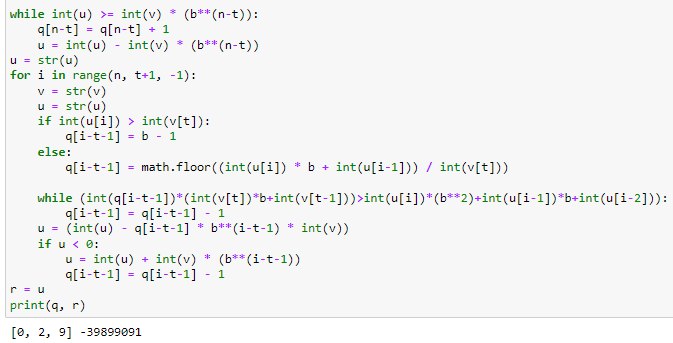 while int(u) >= int(v) * (b**(n-t)):
    q[n-t] = q[n-t] + 1
    u = int(u) - int(v) * (b**(n-t))
u = str(u)
for i in range(n, t+1, -1):
    v = str(v)
    u = str(u)
    if int(u[i]) > int(v[t]):
        q[i-t-1] = b - 1
    else:
        q[i-t-1] = math.floor((int(u[i]) * b + int(u[i-1])) / int(v[t]))

    while (int(q[i-t-1])*(int(v[t])*b+int(v[t-1]))>int(u[i])*(b**2)+int(u[i-1])*b+int(u[i-2])):
        q[i-t-1] = q[i-t-1] - 1
    u = (int(u) - q[i-t-1] * b**(i-t-1) * int(v))
    if u < 0:
        u = int(u) + int(v) * (b**(i-t-1))
        q[i-t-1] = q[i-t-1] - 1
r = u
print(q, r)
[0, 2, 9] -39899091